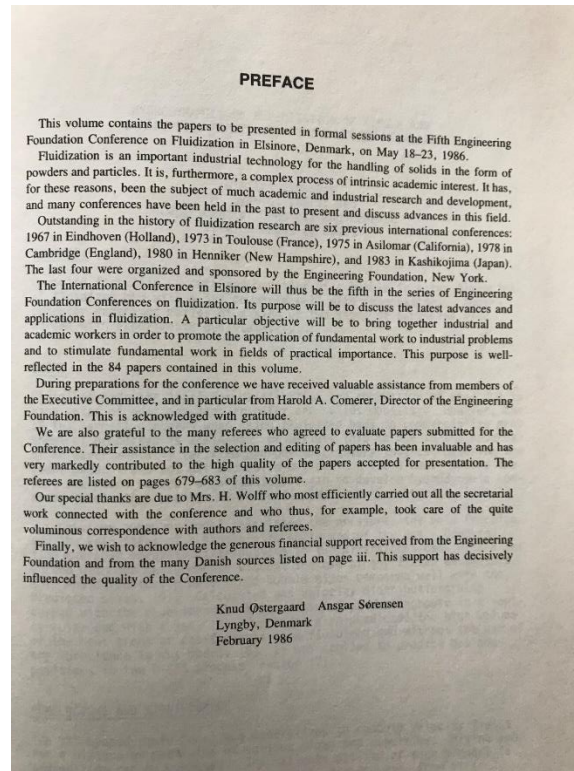 PREFACE
This volume contains the papers to be presented in formal sessions at the Fifth Engineering
Foundation Conference on Fluidization in Elsinore, Denmark, on May 18–23, 1986.
Fluidization is an important industrial technology for the handling of solids in the form of
powders and particles. It is, furthermore, a complex process of intrinsic academic interest. It has,
for these reasons, been the subject of much academic and industrial research and development,
and many conferences have been held in the past to present and discuss advances in this field.
Outstanding in the history of fluidization research are six previous international conferences:
1967 in Eindhoven (Holland), 1973 in Toulouse (France), 1975 in Asilomar (California), 1978 in
Cambridge (England), 1980 in Henniker (New Hampshire), and 1983 in Kashikojima (Japan).
The last four were organized and sponsored by the Engineering Foundation, New York.
The International Conference in Elsinore will thus be the fifth in the series of Engineering
Foundation Conferences on fluidization. Its purpose will be to discuss the latest advances and
applications in fluidization. A particular objective will be to bring together industrial and
academic workers in order to promote the application of fundamental work to industrial problems
and to stimulate fundamental work in fields of practical importance. This purpose is well-
reflected in the 84 papers contained in this volume.
During preparations for the conference we have received valuable assistance from members of
the Executive Committee, and in particular from Harold A. Comerer, Director of the Engineering
Foundation. This is acknowledged with gratitude.
We are also grateful to the many referees who agreed to evaluate papers submitted for the
Conference. Their assistance in the selection and editing of papers has been invaluable and has
very markedly contributed to the high quality of the papers accepted for presentation. The
referees are listed on pages 679–683 of this volume.
Our special thanks are due to Mrs. H. Wolff who most efficiently carried out all the secretarial
work connected with the conference and who thus, for example, took care of the quite
voluminous correspondence with authors and referees.
Finally, we wish to acknowledge the generous financial support received from the Engineering
Foundation and from the many Danish sources listed on page iii. This support has decisively
influenced the quality of the Conference.
Knud Østergaard Ansgar Sørensen
Lyngby, Denmark
February 1986